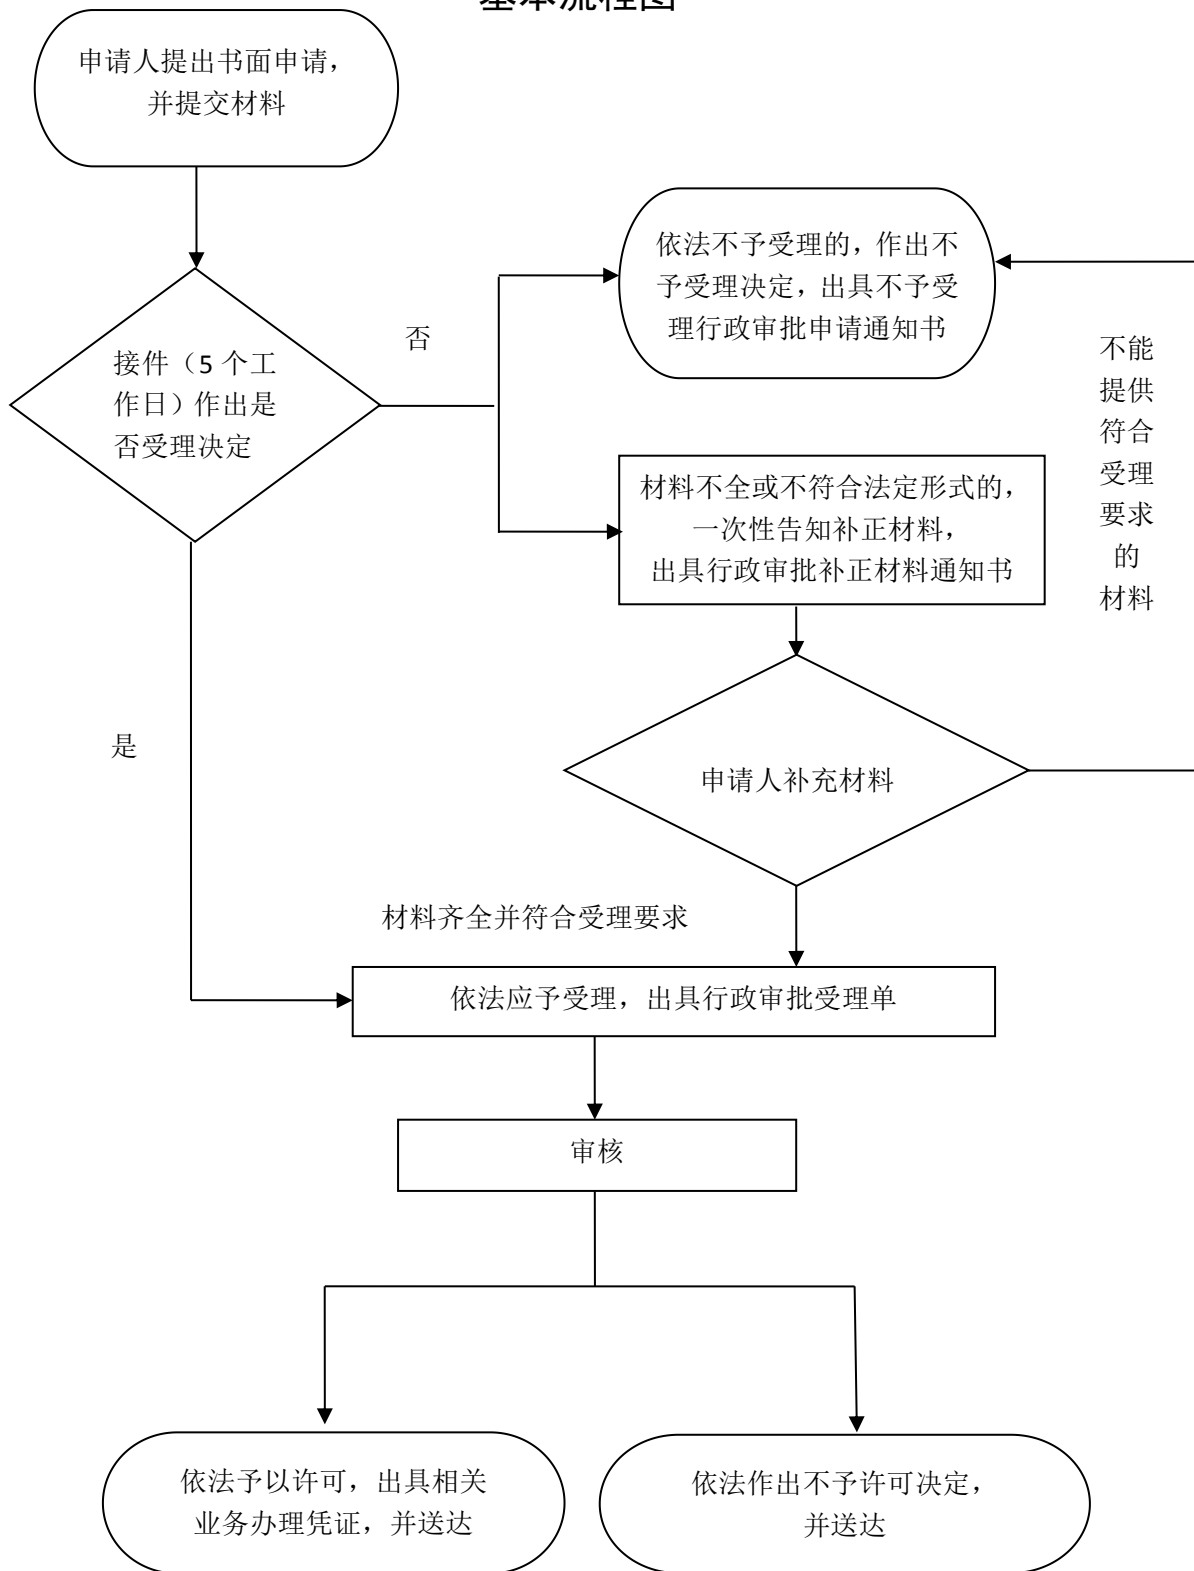 基本流程图
申请人提出书面申请，
并提交材料
依法不予受理的，作出不
予受理决定，出具不予受
理行政审批申请通知书
否
接件（5 个工
作日）作出是
否受理决定
不能
提供
符合
受理
要求
的
材料
材料不全或不符合法定形式的，
一次性告知补正材料，
出具行政审批补正材料通知书
是
申请人补充材料
材料齐全并符合受理要求
依法应予受理，出具行政审批受理单
审核
依法予以许可，出具相关
业务办理凭证，并送达
依法作出不予许可决定，
并送达